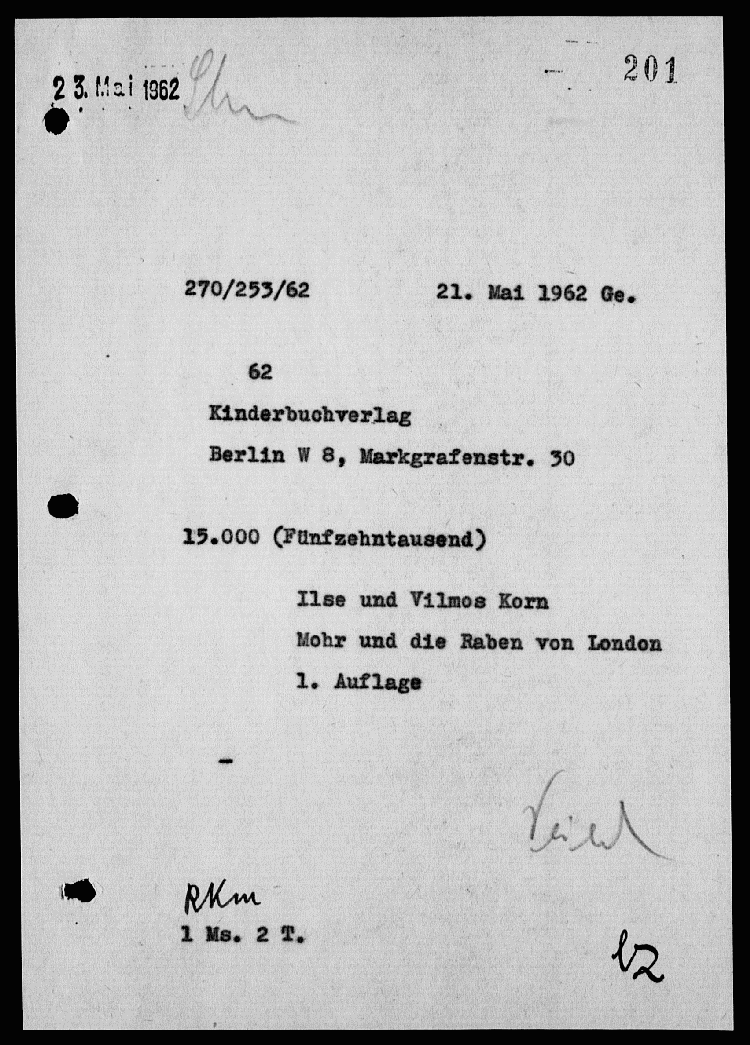 23. Mai 1962
201
270/253/62 21. Mai 1962 Ge.
62
Kinderbuchverlag
Berlin W 8, Markgrafenstr. 30
15.000 (Fünfzehntausend)
Ilse und Vilmos Korn
Mohr und die Raben von London
1. Auflage
-
RKm
1 Ms. 2 T.